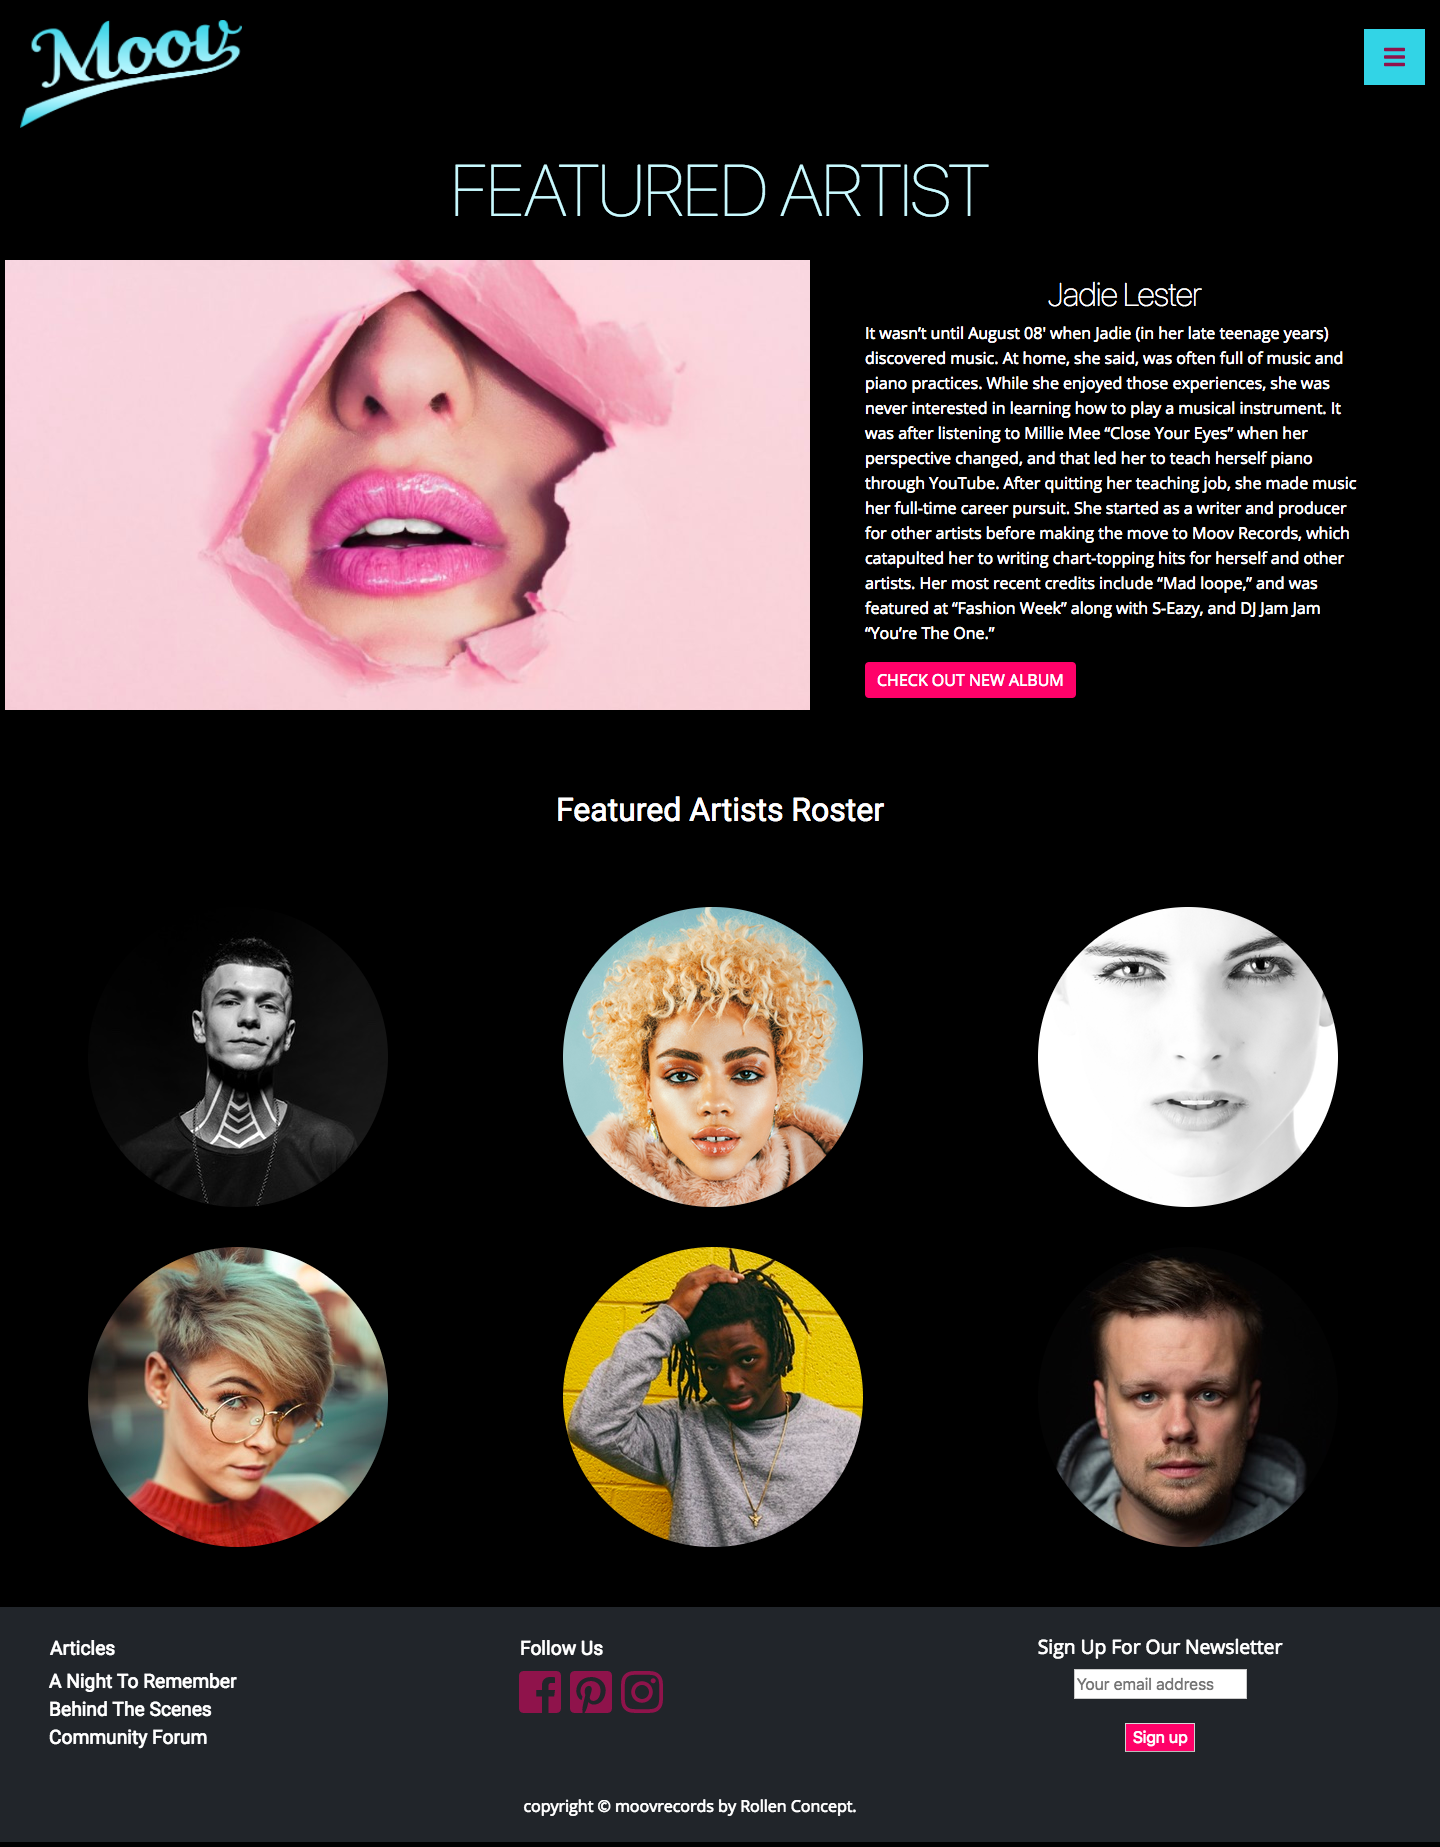 Moov
FEATURED ARTIST
Jadie Lester
It wasn’t until August 08' when Jadie (in her late teenage years)
discovered music. At home, she said, was often full of music and
piano practices. While she enjoyed those experiences, she was
never interested in learning how to play a musical instrument. It
was after listening to Millie Mee “Close Your Eyes” when her
perspective changed, and that led her to teach herself piano
through YouTube. After quitting her teaching job, she made music
her full-time career pursuit. She started as a writer and producer
for other artists before making the move to Moov Records, which
catapulted her to writing chart-topping hits for herself and other
artists. Her most recent credits include “Mad loope,” and was
featured at “Fashion Week” along with S-Eazy, and DJ Jam Jam
“You’re The One.”
CHECK OUT NEW ALBUM
Featured Artists Roster
Articles
A Night To Remember
Behind The Scenes
Community Forum
Follow Us
Sign Up For Our Newsletter
Your email address
Sign up
copyright © moovrecords by Rollen Concept.